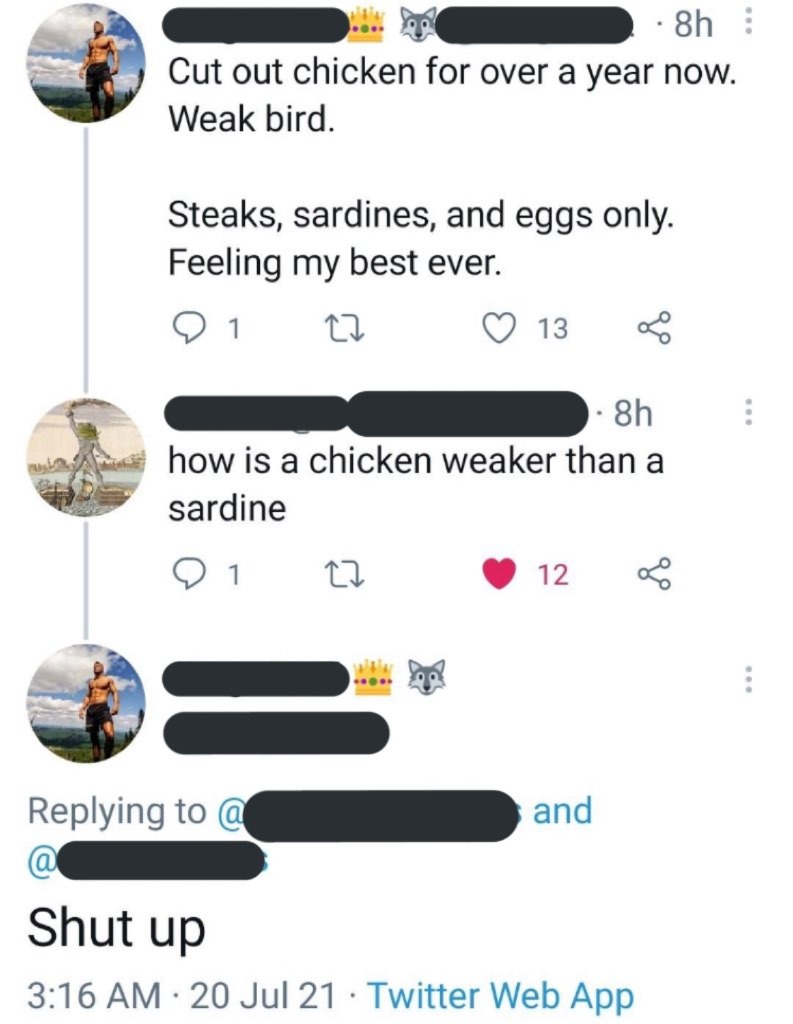 · 8h
Cut out chicken for over a year now.
Weak bird.
Steaks, sardines, and eggs only.
Feeling my best ever.
1 13
· 8h
how is a chicken weaker than a
sardine
1 12
Replying to @ and
@
Shut up
3:16 AM · 20 Jul 21 · Twitter Web App